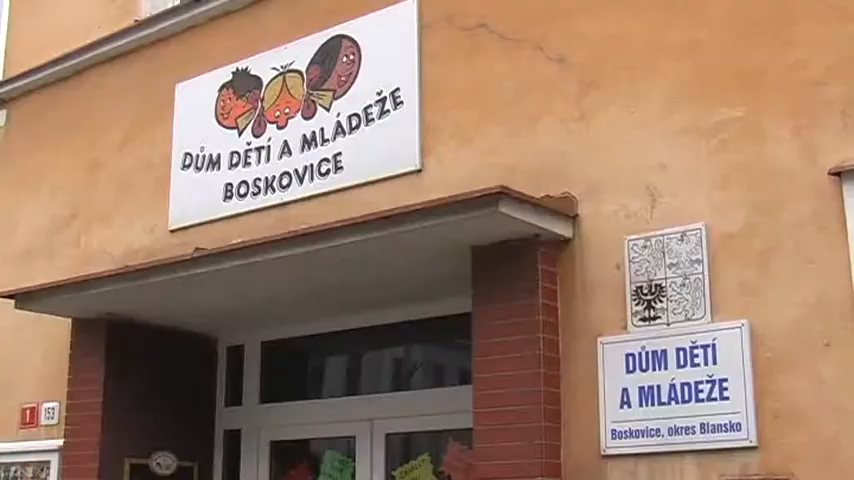 DŮM DĚTÍ A MLÁDEŽE
BOSKOVICE
DŮM DĚTÍ
A MLÁDEŽE
Boskovice, okres Blansko
1
153